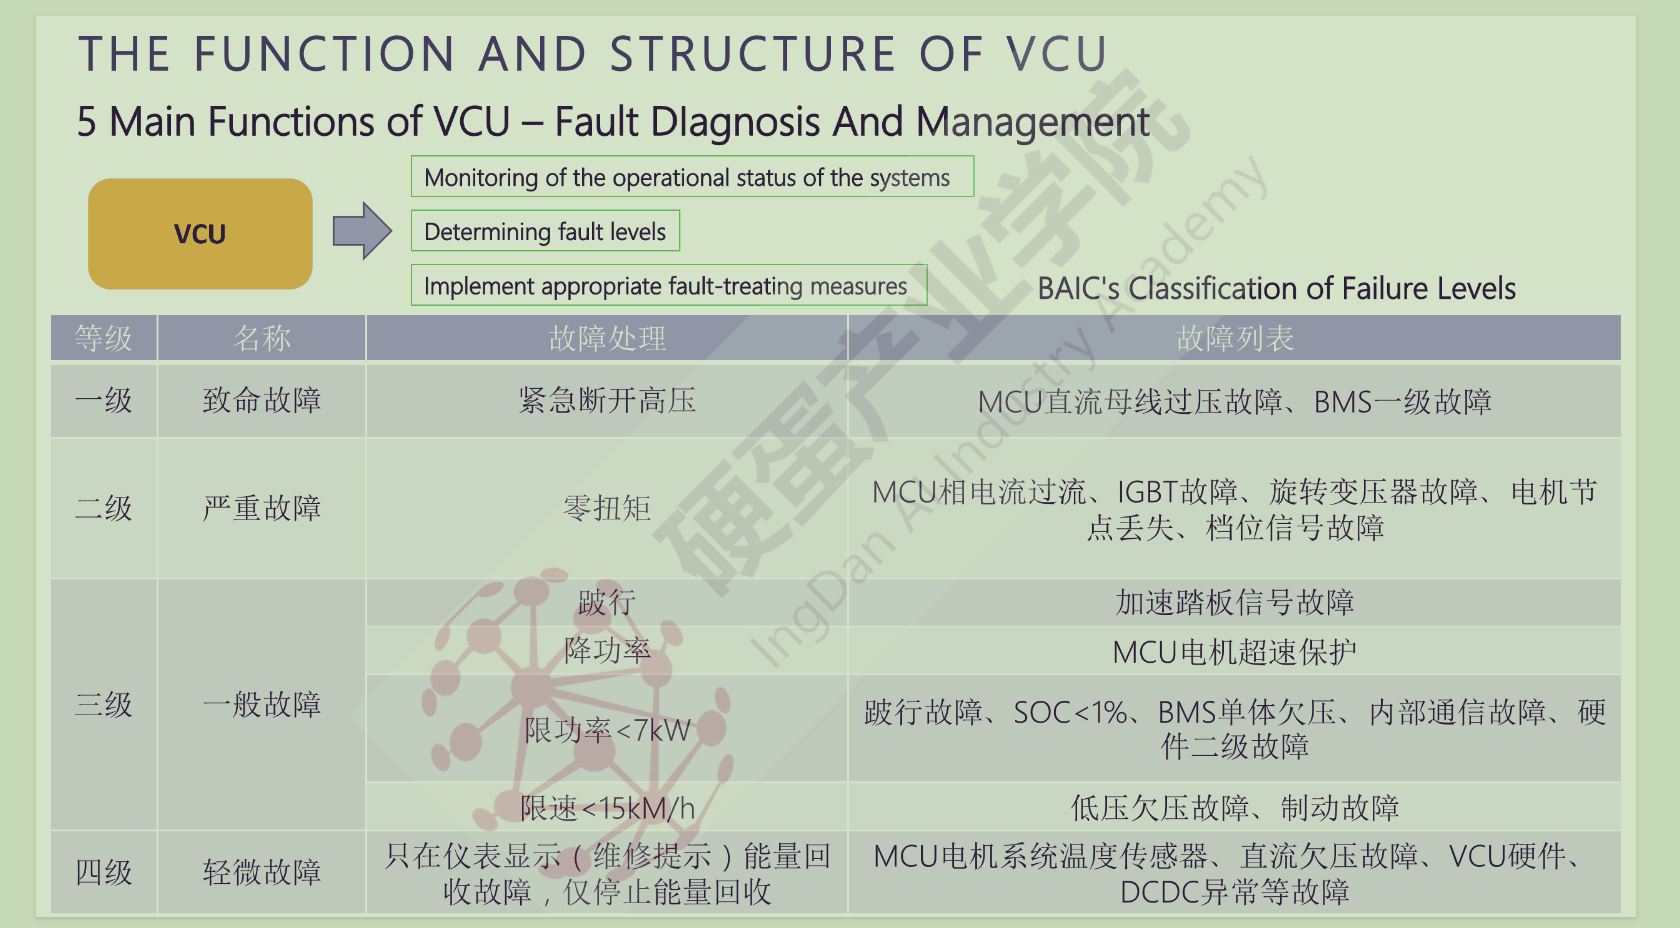 THE FUNCTION AND STRUCTURE OF VCU
5 Main Functions of VCU – Fault DIagnosis And Management
VCU
Monitoring of the operational status of the systems
Determining fault levels
Implement appropriate fault-treating measures
BAIC's Classification of Failure Levels
等级 名称 故障处理 故障列表
一级 致命故障 紧急断开高压 MCU直流母线过压故障、BMS一级故障
二级 严重故障 零扭矩 MCU相电流过流、IGBT故障、旋转变压器故障、电机节
点丢失、档位信号故障
三级 一般故障
跛行 加速踏板信号故障
降功率 MCU电机超速保护
限功率<7kW 跛行故障、SOC<1%、BMS单体欠压、内部通信故障、硬
件二级故障
限速<15kM/h 低压欠压故障、制动故障
四级 轻微故障
只在仪表显示（维修提示）能量回
收故障，仅停止能量回收
MCU电机系统温度传感器、直流欠压故障、VCU硬件、
DCDC异常等故障
硬蛋产业学院
IngDan AI Industry Academy